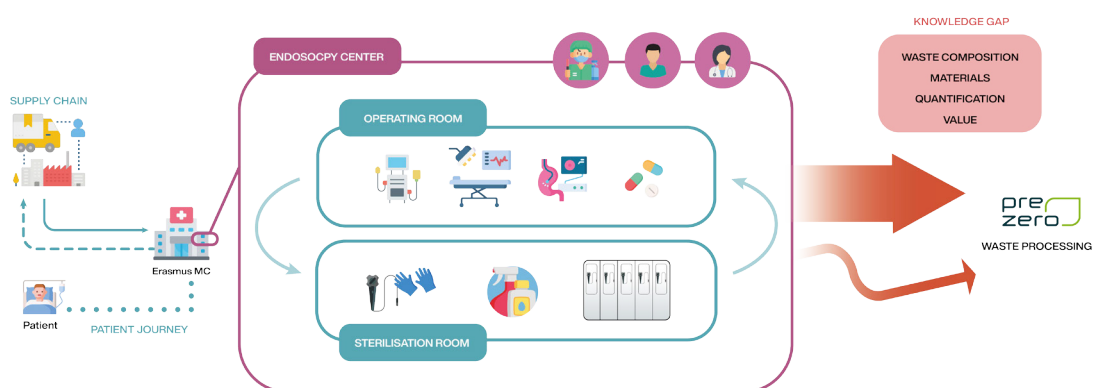 KNOWLEDGE GAP
ENDOSOCPY CENTER
WASTE COMPOSITION
MATERIALS
QUANTIFICATION
VALUE
SUPPLY CHAIN
OPERATING ROOM
pre
zero
WASTE PROCESSING
Erasmus MC
Patient
PATIENT JOURNEY
STERILISATION ROOM